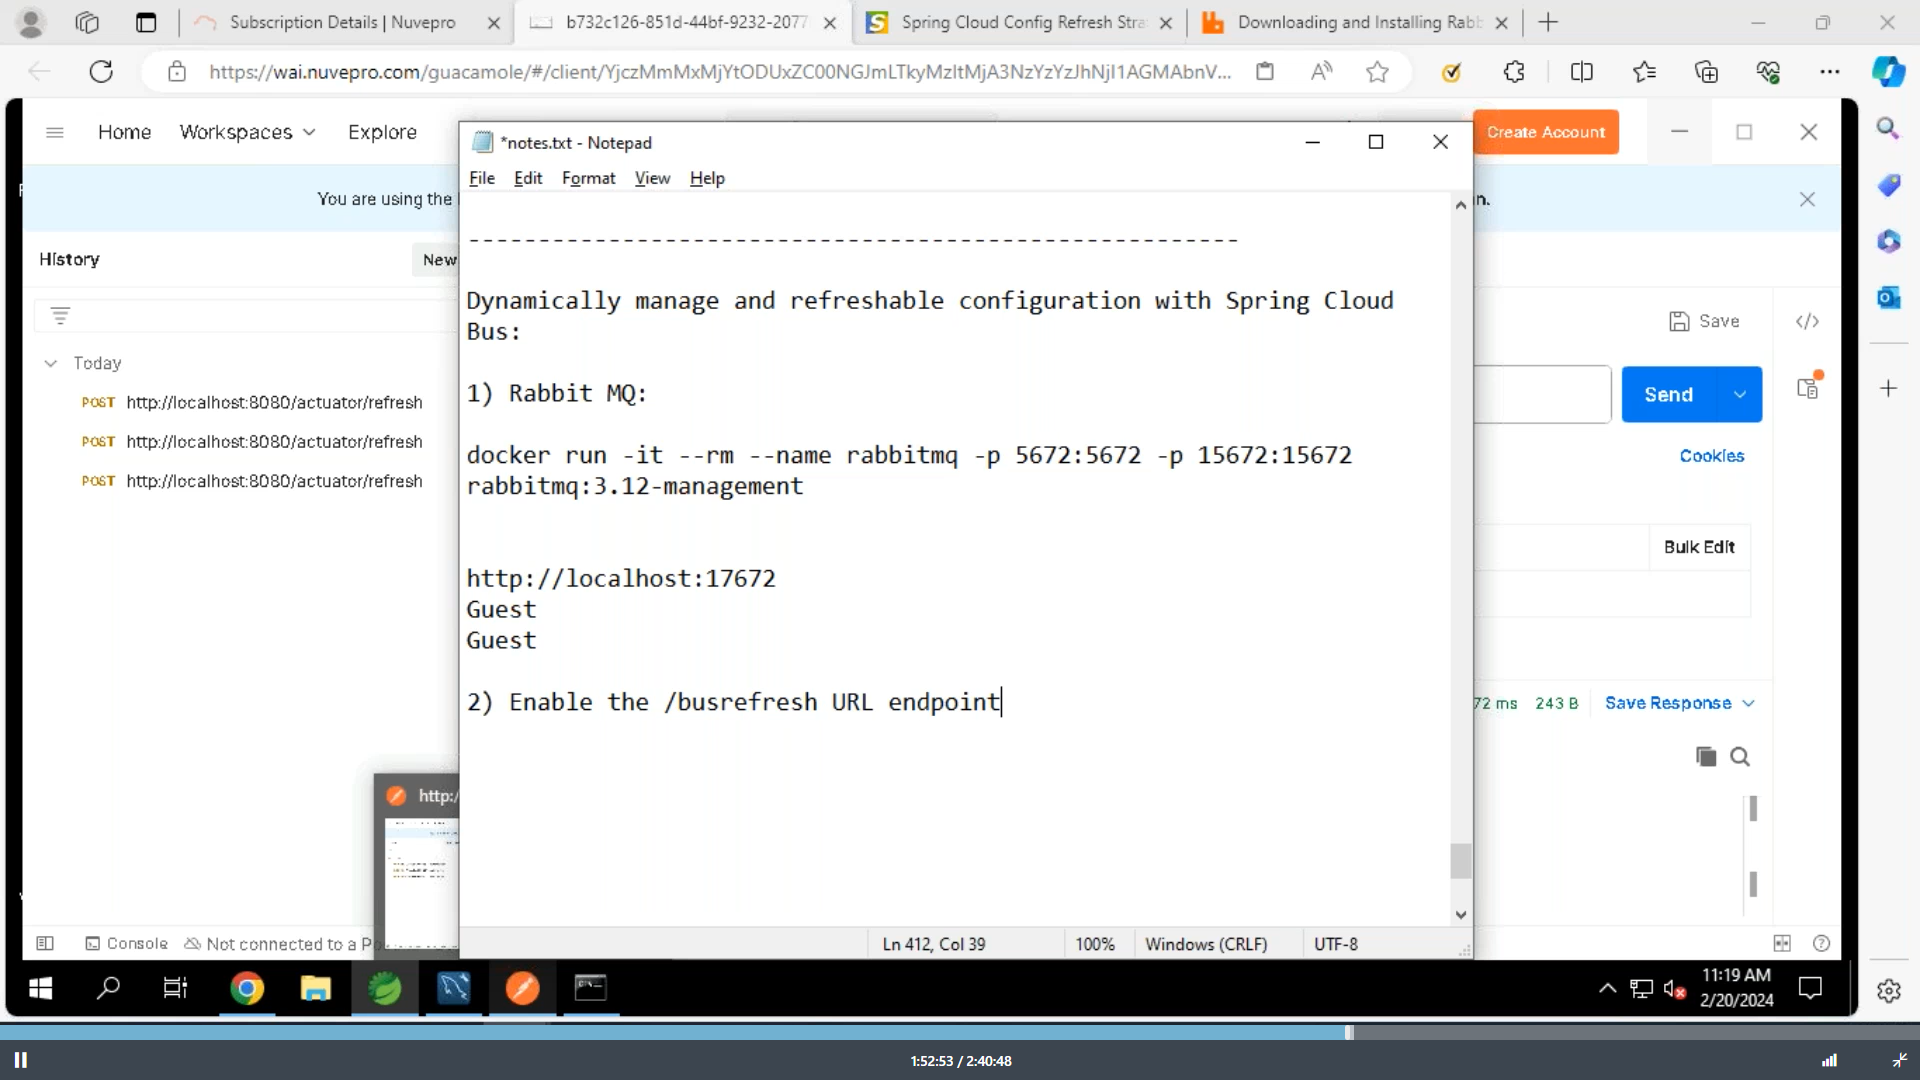 Subscription Details | Nuvepro
b732c126-851d-44bf-9232-2077
Spring Cloud Config Refresh Stra
Downloading and Installing Rabb
https://wai.nuvepro.com/guacamole/#/client/YjczMmMxMjYtODUxZC00NGJmLTkyMzItMjA3NzYzYzJhNjI1AGMAbnV...
Home
Workspaces
Explore
Create Account
You are using the
in.
History
New
Today
POST http://localhost:8080/actuator/refresh
POST http://localhost:8080/actuator/refresh
POST http://localhost:8080/actuator/refresh
*notes.txt - Notepad
File Edit Format View Help
-------------------------------------------------------
Dynamically manage and refreshable configuration with Spring Cloud
Bus:
1) Rabbit MQ:
docker run -it --rm --name rabbitmq -p 5672:5672 -p 15672:15672
rabbitmq:3.12-management
http://localhost:17672
Guest
Guest
2) Enable the /busrefresh URL endpoint
Ln 412, Col 39
100%
Windows (CRLF)
UTF-8
Save
Send
Cookies
Bulk Edit
72 ms 243 B Save Response
http:/
Console
Not connected to a Po
11:19 AM
2/20/2024
1:52:53 / 2:40:48